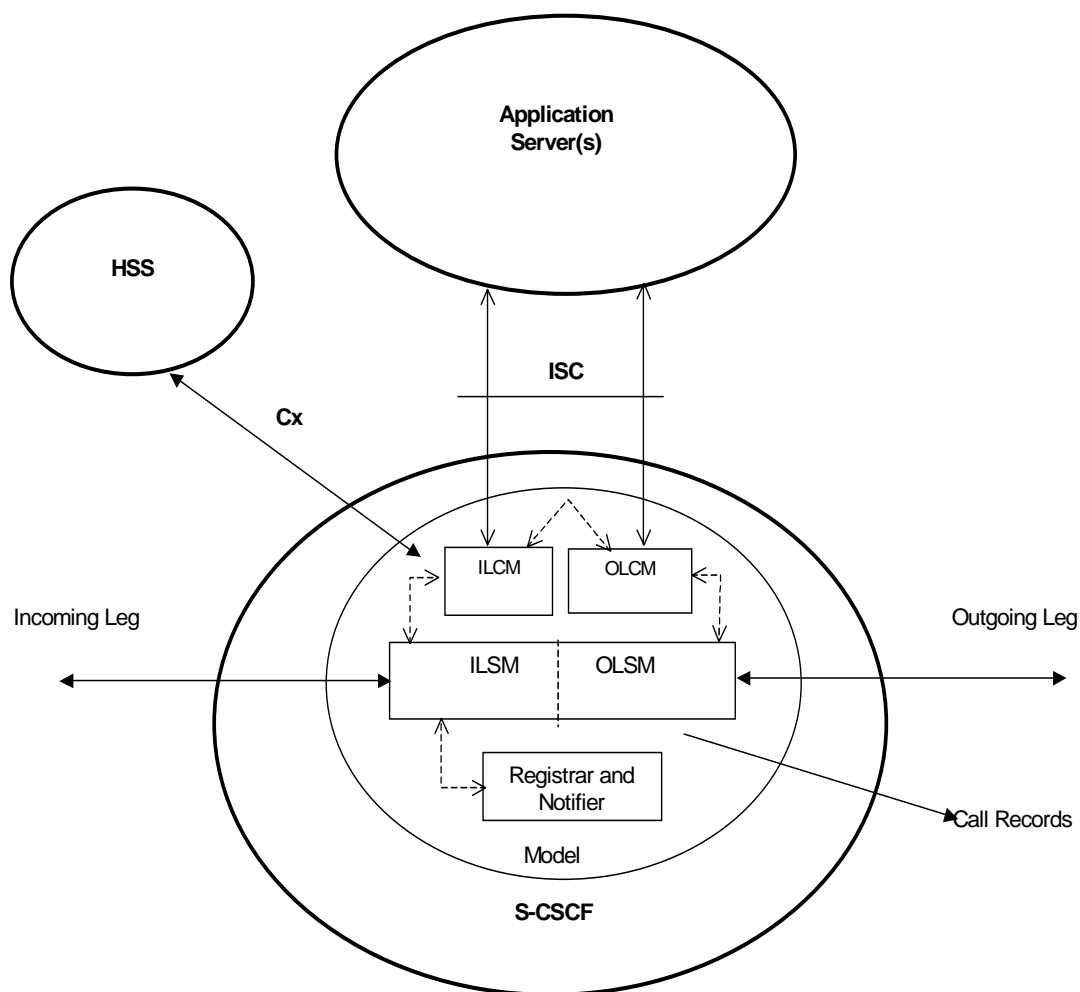 Application
Server(s)
HSS
ISC
Cx
ILCM
OLCM
Incoming Leg
Outgoing Leg
ILSM
OLSM
Registrar and
Notifier
Call Records
Model
S-CSCF